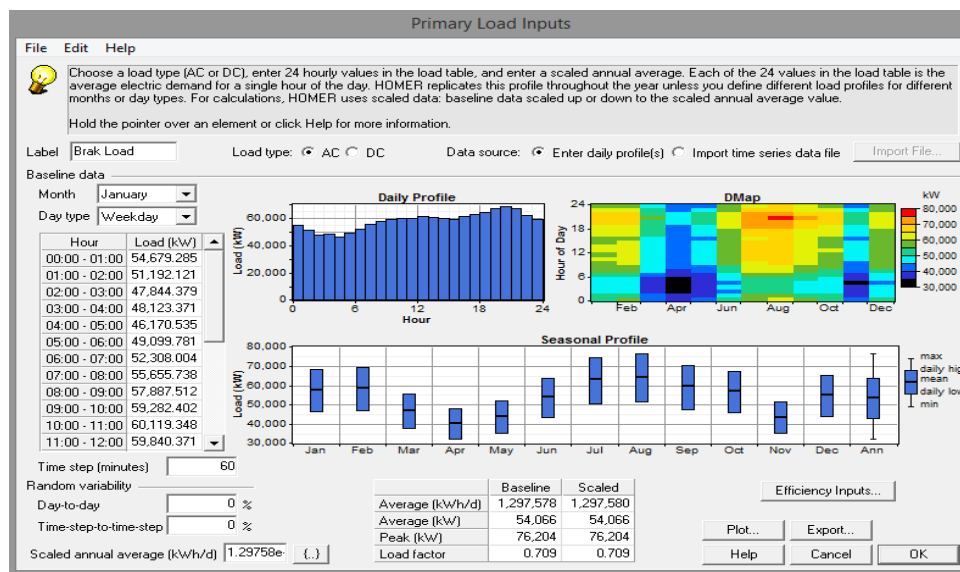 Primary Load Inputs
File Edit Help
Choose a load type (AC or DC), enter 24 hourly values in the load table, and enter a scaled annual average. Each of the 24 values in the load table is the
average electric demand for a single hour of the day. HOMER replicates this profile throughout the year unless you define different load profiles for different
months or day types. For calculations, HOMER uses scaled data: baseline data scaled up or down to the scaled annual average value.
Hold the pointer over an element or click Help for more information.
Label Brak Load Load type: AC DC Data source: Enter daily profile(s) Import time series data file Import File...
Baseline data
Month January
Day type Weekday
Hour Load (kW)
00:00 - 01:00 54,679.285
01:00 - 02:00 51,192.121
02:00 - 03:00 47,844.379
03:00 - 04:00 48,123.371
04:00 - 05:00 46,170.535
05:00 - 06:00 49,099.781
06:00 - 07:00 52,308.004
07:00 - 08:00 55,655.738
08:00 - 09:00 57,887.512
09:00 - 10:00 59,282.402
10:00 - 11:00 60,119.348
11:00 - 12:00 59,840.371
Daily Profile
Load (kW)
60,000
40,000
20,000
0
0 6 12 18 24
Hour
DMap
Hour of Day
24
18
12
6
0
Feb Apr Jun Aug Oct Dec
kW
80,000
70,000
60,000
50,000
40,000
30,000
Seasonal Profile
Load (kW)
80,000
70,000
60,000
50,000
40,000
30,000
Jan Feb Mar Apr May Jun Jul Aug Sep Oct Nov Dec Ann
max
daily hig
mean
daily low
min
Time step (minutes) 60
Random variability
Day-to-day 0 %
Time-step-to-time-step 0 %
Scaled annual average (kWh/d) 1.29758e- {..}
Baseline Scaled
Average (kWh/d) 1,297,578 1,297,580
Average (kW) 54,066 54,066
Peak (kW) 76,204 76,204
Load factor 0.709 0.709
Efficiency Inputs...
Plot... Export...
Help Cancel OK